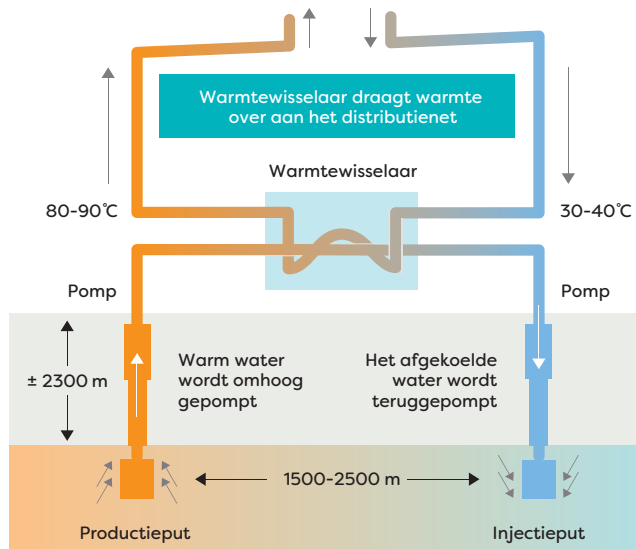 Warmtewisselaar draagt warmte
over aan het distributienet
Warmtewisselaar
80-90°C
30-40°C
Pomp
Pomp
± 2300 m
Warm water
wordt omhoog
gepompt
Het afgekoelde
water wordt
teruggepompt
1500-2500 m
Productieput
Injectieput